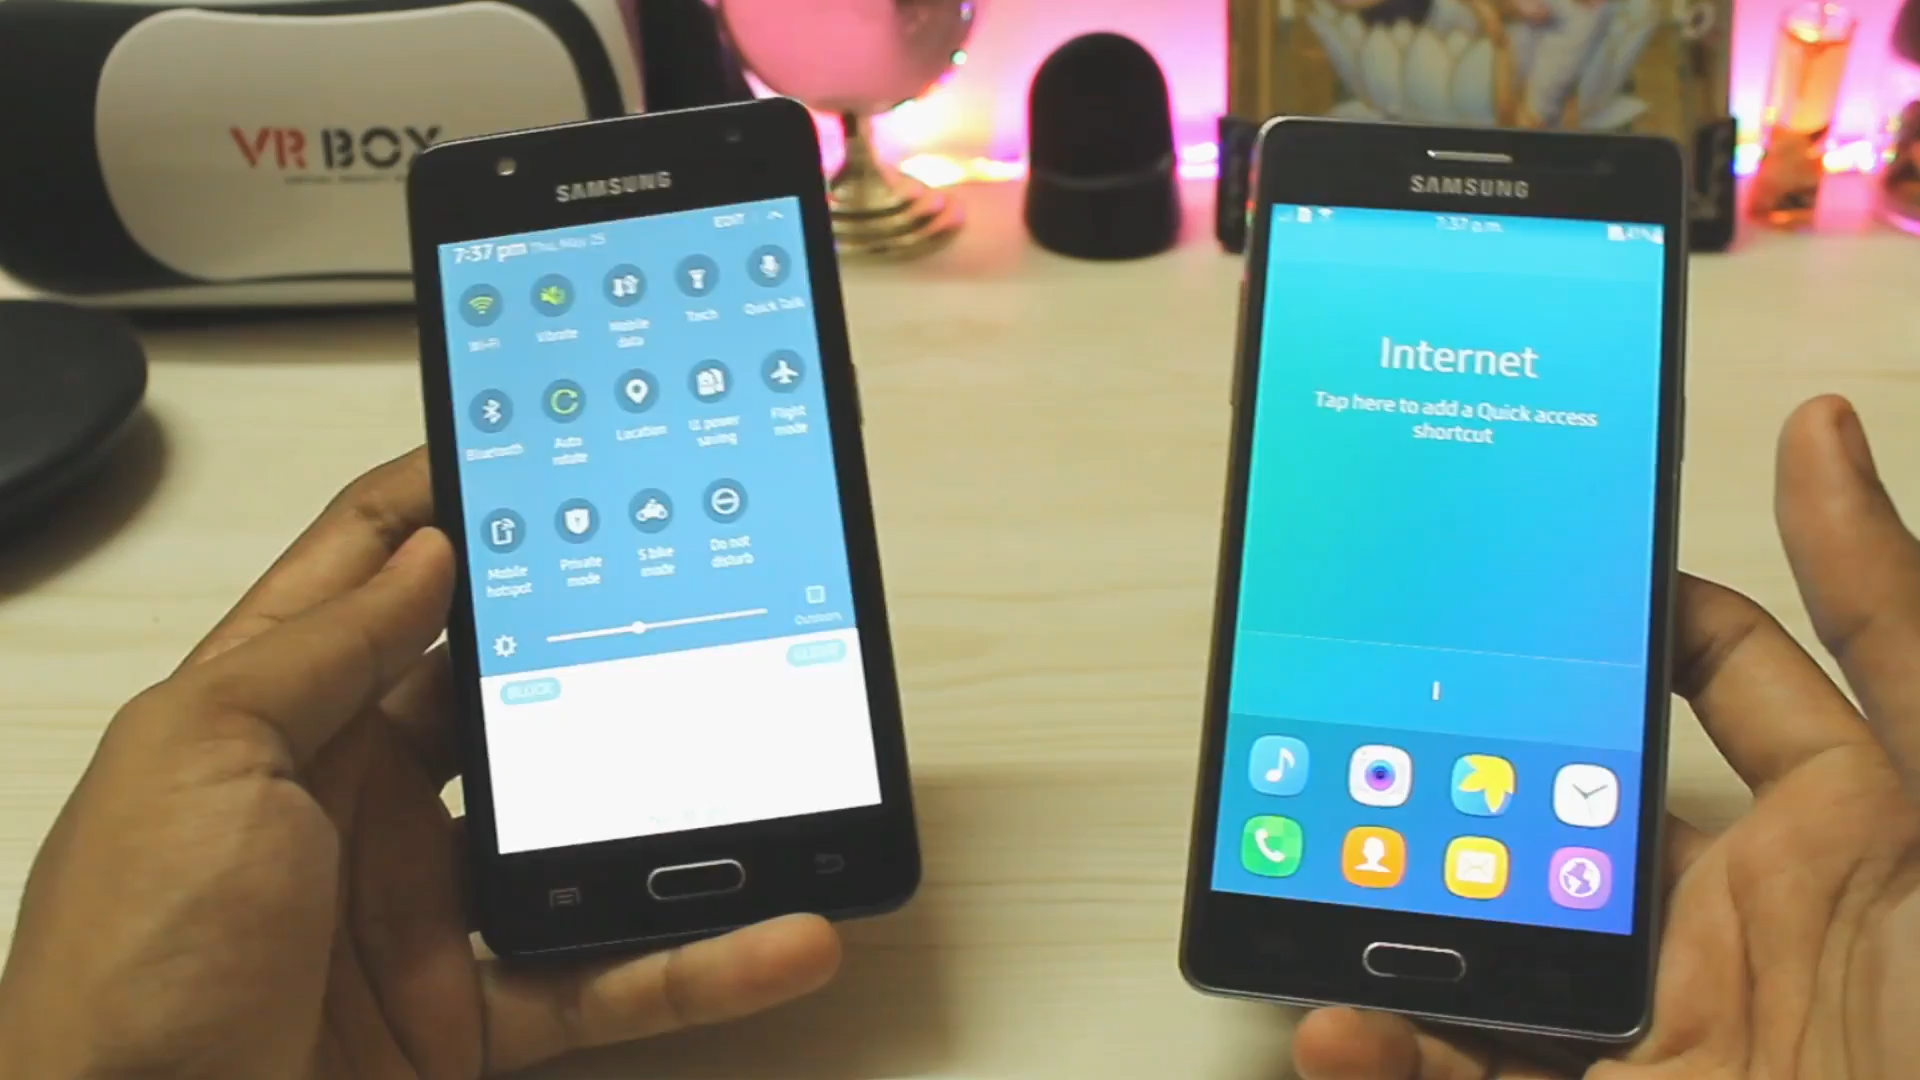 VR BOX
SAMSUNG
EDIT
7:37 pm Thu, May 25
Wi-Fi
Vibrate
Mobile
data
Torch
Quick Talk
Bluetooth
Auto
rotate
Location
U. power
saving
Flight
mode
Mobile
hotspot
Private
mode
S bike
mode
Do not
disturb
Outdoors
BLOCK
CLEAR
SAMSUNG
7:37 p.m.
Internet
Tap here to add a Quick access
shortcut